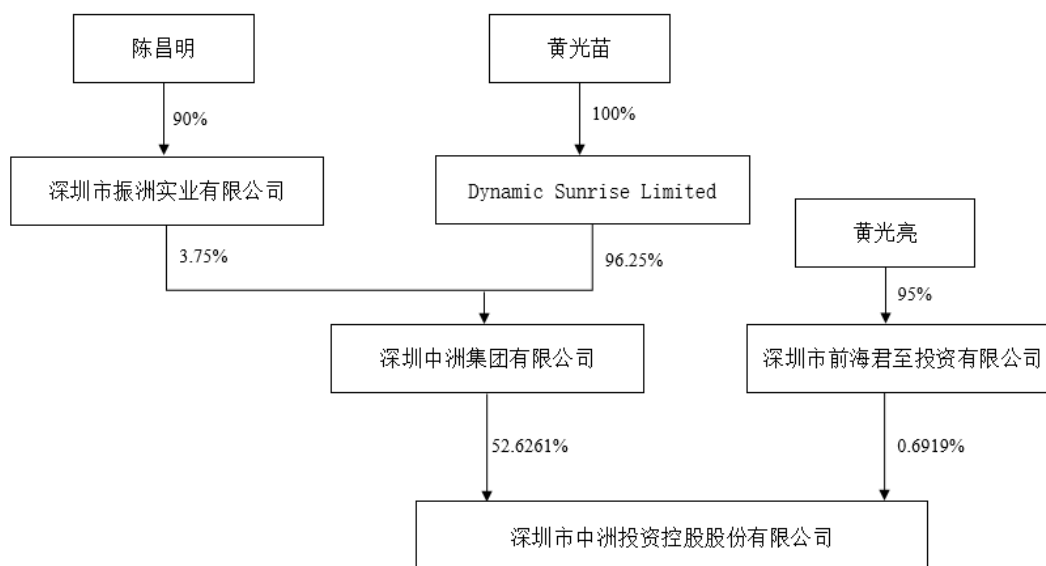 陈昌明
黄光苗
90%
100%
深圳市振洲实业有限公司
Dynamic Sunrise Limited
黄光亮
3.75%
96.25%
95%
深圳中洲集团有限公司
深圳市前海君至投资有限公司
52.6261%
0.6919%
深圳市中洲投资控股股份有限公司